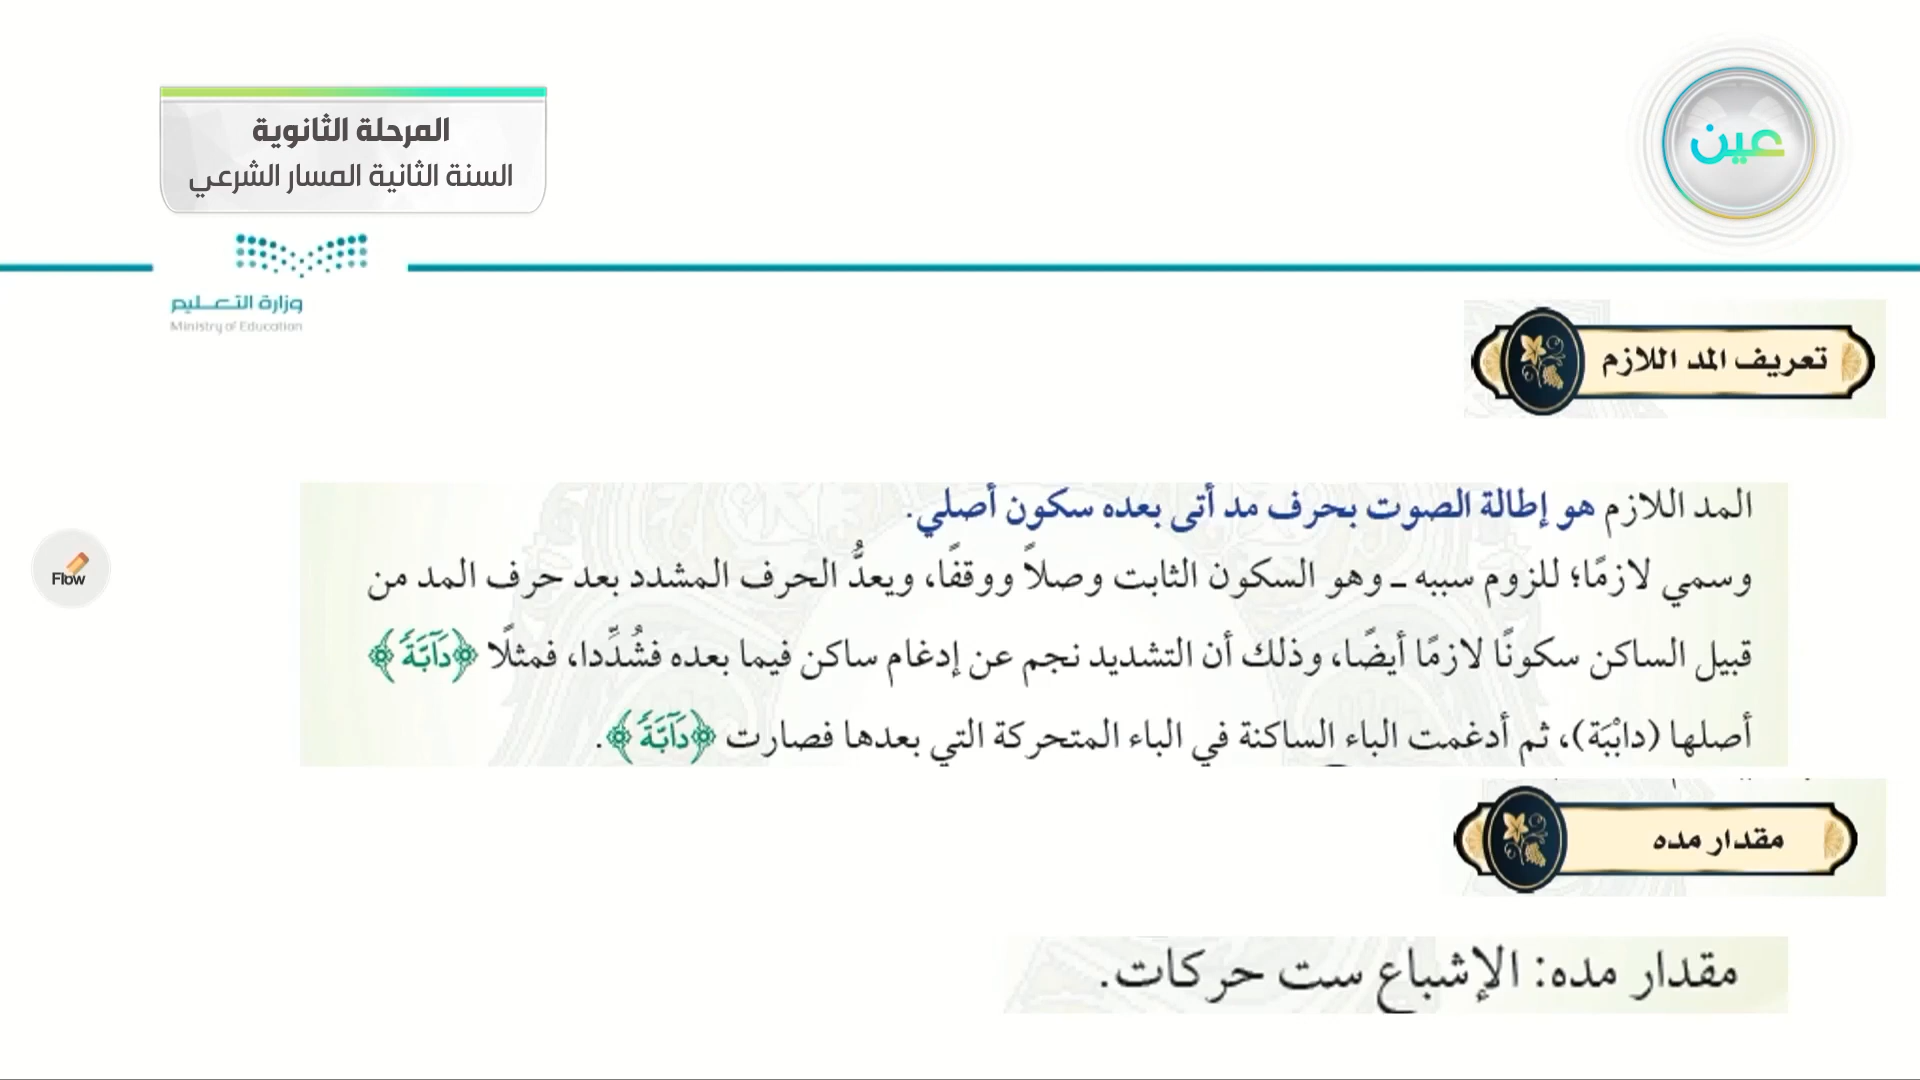 المرحلة الثانوية
السنة الثانية المسار الشرعي
عين
وزارة التعليم
Ministry of Education
تعريف المد اللازم
Flow
المد اللازم هو إطالة الصوت بحرف مد أتى بعده سكون أصلي.
وسمي لازمًا؛ للزوم سببه ـ وهو السكون الثابت وصلاً ووقفًا، ويعدُّ الحرف المشدد بعد حرف المد من
قبيل الساكن سكونًا لازمًا أيضًا، وذلك أن التشديد نجم عن إدغام ساكن فيما بعده فشُدِّدا، فمثلًا ﴿دَآبَّةٗ﴾
أصلها (دابْبَة)، ثم أدغمت الباء الساكنة في الباء المتحركة التي بعدها فصارت ﴿دَآبَّةٗ﴾.
مقدار مده
مقدار مده: الإشباع ست حركات.